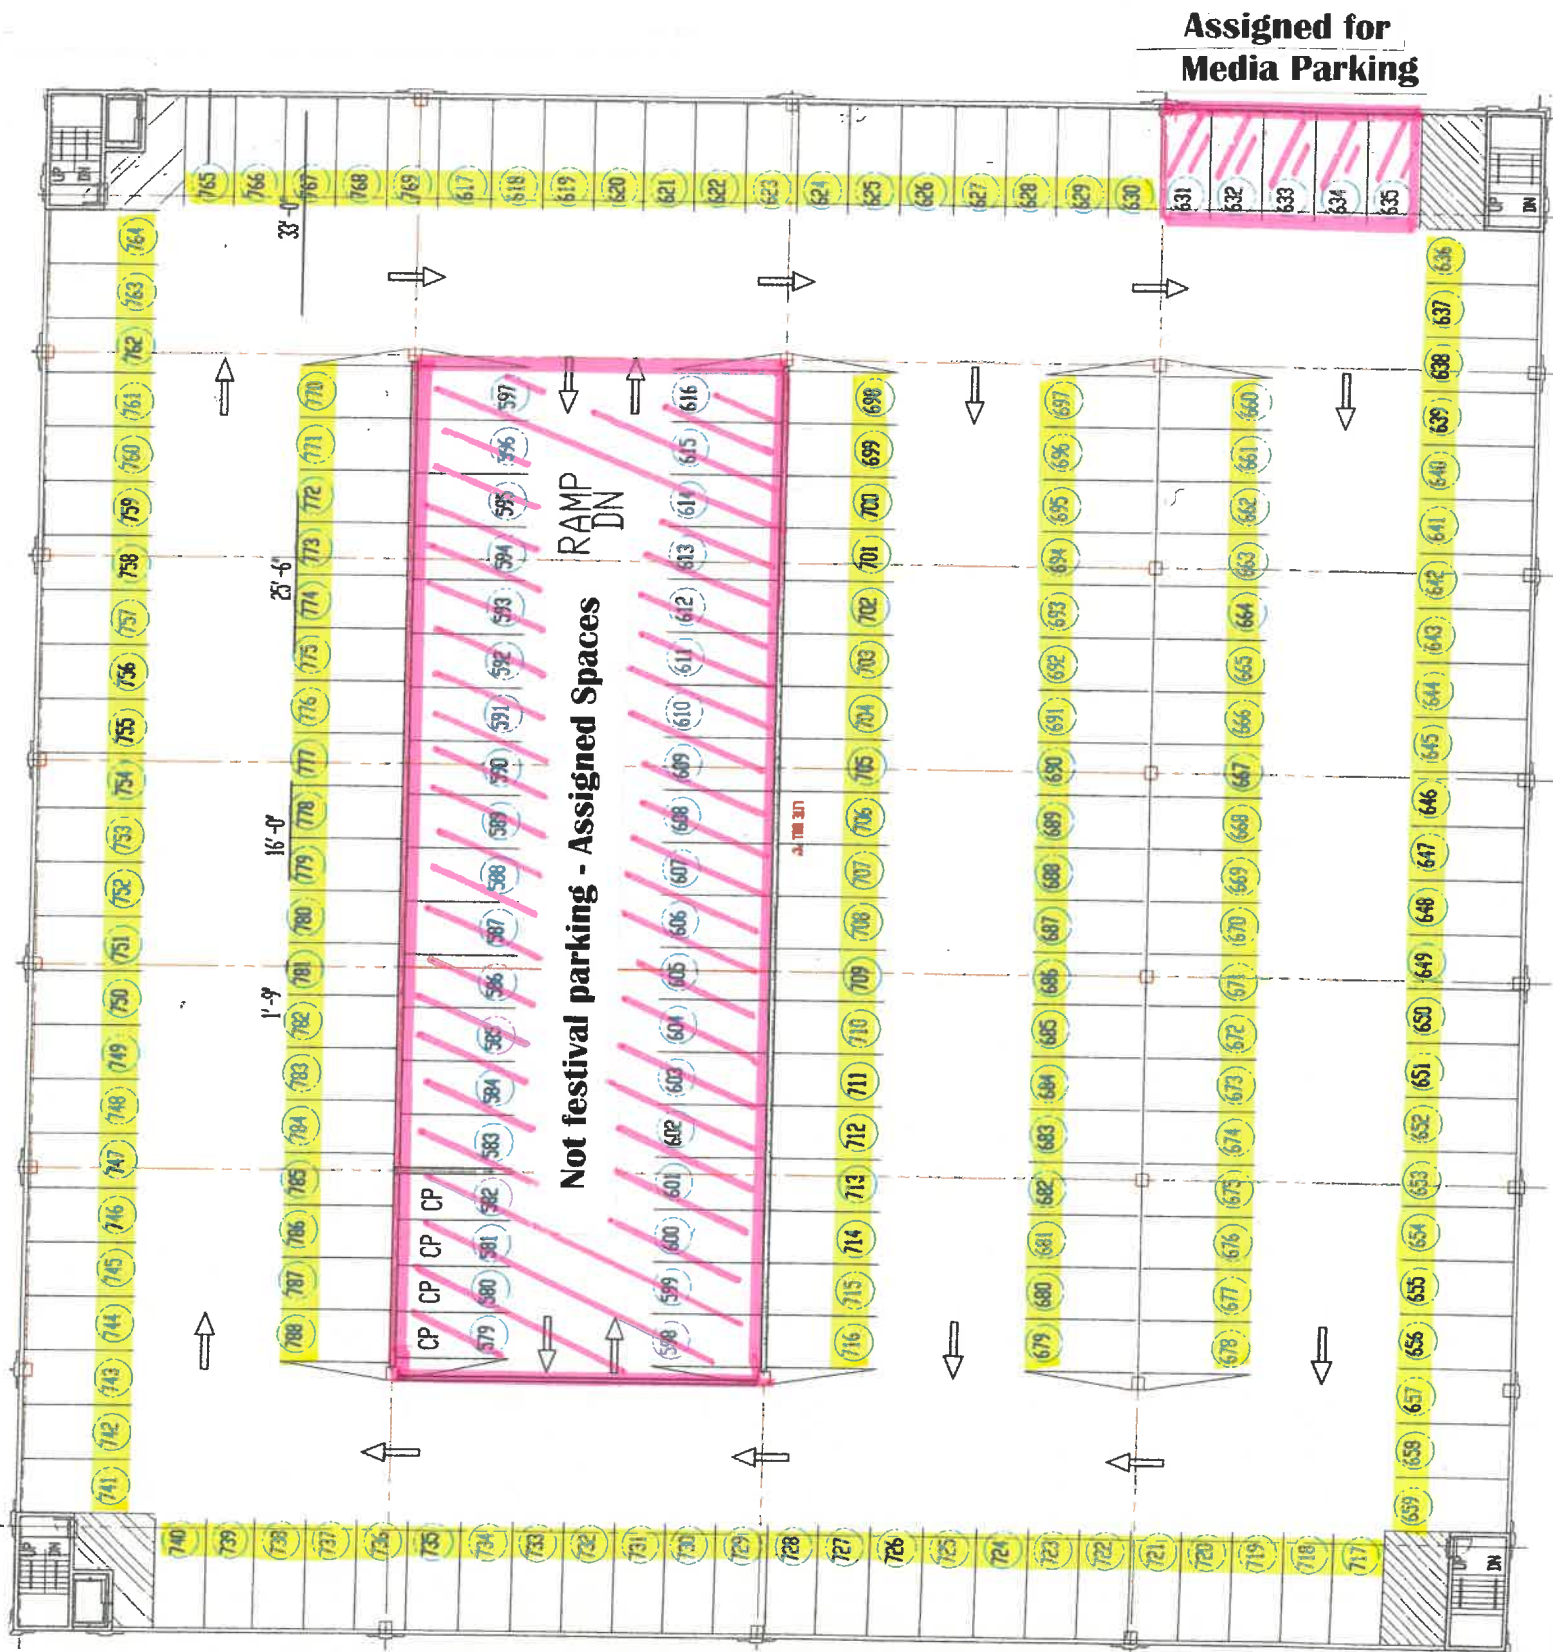 Assigned for
Media Parking
UP
DN
765 766 767 768 769 617 618 619 620 621 622 623 624 625 626 627 628 629 630 631 632 633 634 635
UP
DN
33'-0"
764 763 762 761 760 759 758 757 756 755 754 753 752 751 750 749 748 747 746 745 744 743 742 741
770 771 772 773 774 775 776 777 778 779 780 781 782 783 784 785 786 787 788
25'-6"
16'-0"
1'-9"
597 596 595 594 593 592 591 590 589 588 587 586 585 584 583 582 581 580 579
CP
CP
CP
CP
RAMP
DN
Not festival parking - Assigned Spaces
616 615 614 613 612 611 610 609 608 607 606 605 604 603 602 601 600 599 598
698 699 700 701 702 703 704 705 706 707 708 709 710 711 712 713 714 715 716
697 696 695 694 693 692 691 690 689 688 687 686 685 684 683 682 681 680 679
660 661 662 663 664 665 666 667 668 669 670 671 672 673 674 675 676 677 678
636 637 638 639 640 641 642 643 644 645 646 647 648 649 650 651 652 653 654 655 656 657 658 659
UP
DN
740 739 738 737 736 735 734 733 732 731 730 729 728 727 726 725 724 723 722 721 720 719 718 717
UP
DN